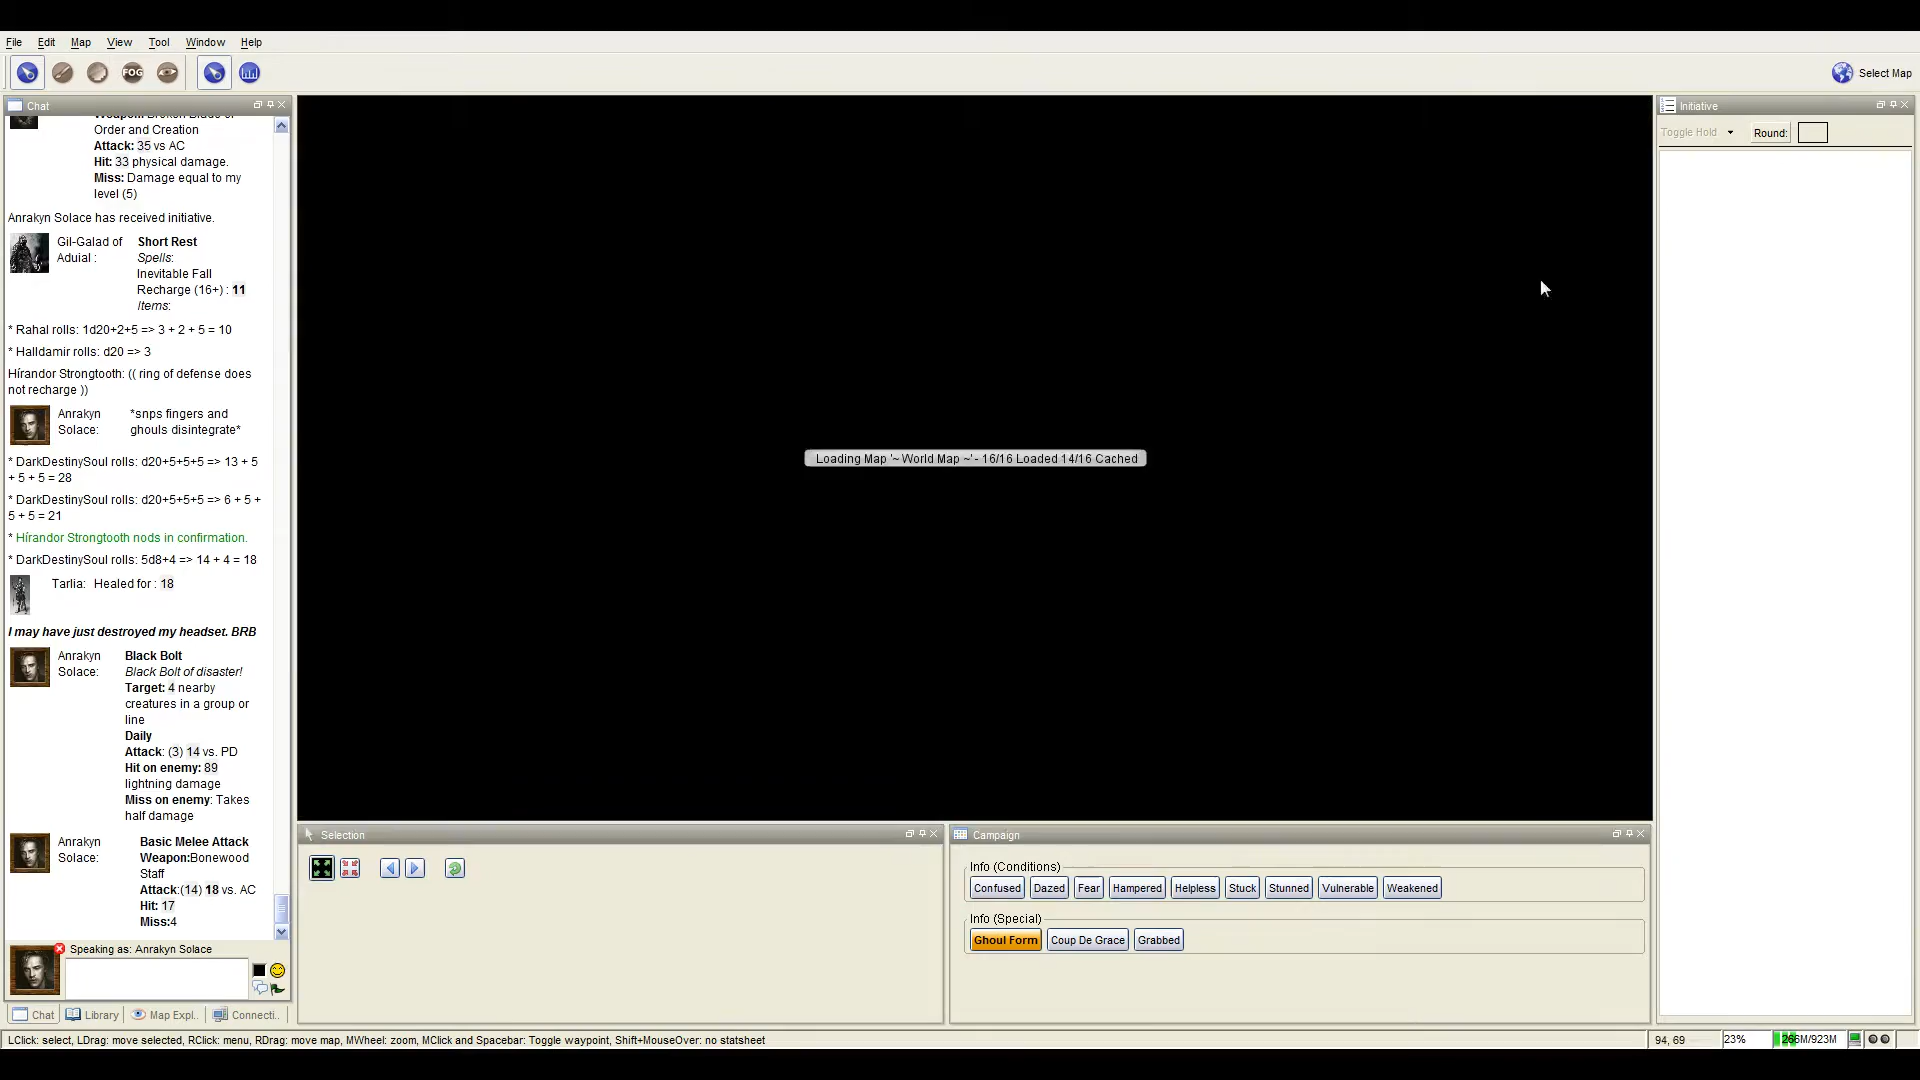 File Edit Map View Tool Window Help
FOG
Select Map
Chat
Order and Creation
Attack: 35 vs AC
Hit: 33 physical damage.
Miss: Damage equal to my
level (5)
Anrakyn Solace has received initiative.
Gil-Galad of
Aduial :
Short Rest
Spells:
Inevitable Fall
Recharge (16+) : 11
Items:
* Rahal rolls: 1d20+2+5 => 3 + 2 + 5 = 10
* Halldamir rolls: d20 => 3
Hírandor Strongtooth: (( ring of defense does
not recharge ))
Anrakyn
Solace:
*snps fingers and
ghouls disintegrate*
* DarkDestinySoul rolls: d20+5+5+5 => 13 + 5
+ 5 + 5 = 28
* DarkDestinySoul rolls: d20+5+5+5 => 6 + 5 +
5 + 5 = 21
* Hírandor Strongtooth nods in confirmation.
* DarkDestinySoul rolls: 5d8+4 => 14 + 4 = 18
Tarlia: Healed for : 18
I may have just destroyed my headset. BRB
Anrakyn
Solace:
Black Bolt
Black Bolt of disaster!
Target: 4 nearby
creatures in a group or
line
Daily
Attack: (3) 14 vs. PD
Hit on enemy: 89
lightning damage
Miss on enemy: Takes
half damage
Anrakyn
Solace:
Basic Melee Attack
Weapon:Bonewood
Staff
Attack:(14) 18 vs. AC
Hit: 17
Miss:4
Speaking as: Anrakyn Solace
Chat Library Map Expl.. Connecti..
Loading Map '~ World Map ~' - 16/16 Loaded 14/16 Cached
Initiative
Toggle Hold Round:
Selection
Campaign
Info (Conditions)
Confused Dazed Fear Hampered Helpless Stuck Stunned Vulnerable Weakened
Info (Special)
Ghoul Form Coup De Grace Grabbed
LClick: select, LDrag: move selected, RClick: menu, RDrag: move map, MWheel: zoom, MClick and Spacebar: Toggle waypoint, Shift+MouseOver: no statsheet
94, 69 23% 266M/923M